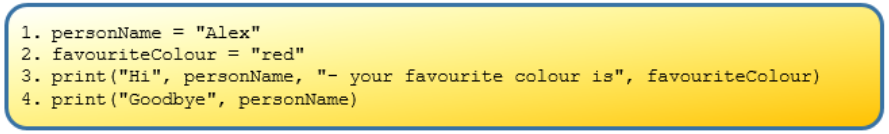 1. personName = "Alex"
2. favouriteColour = "red"
3. print("Hi", personName, "- your favourite colour is", favouriteColour)
4. print("Goodbye", personName)